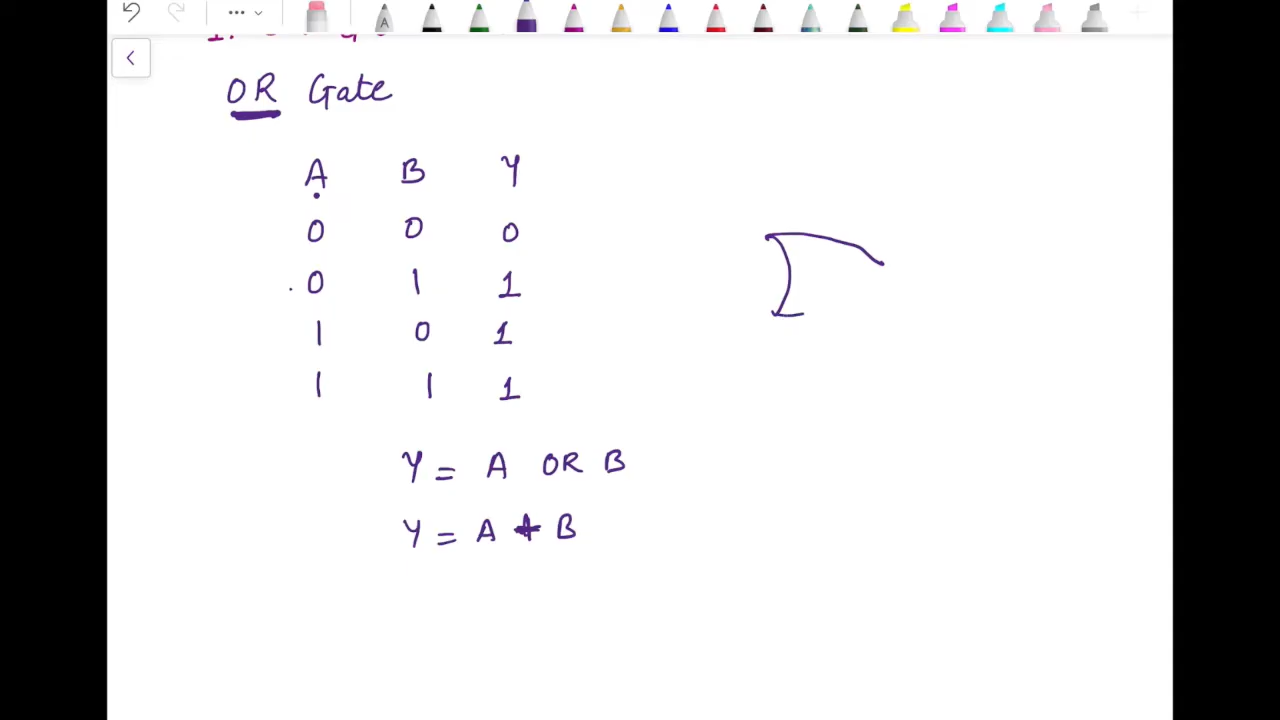 OR Gate
A B Y
0 0 0
0 1 1
1 0 1
1 1 1
Y = A OR B
Y = A + B